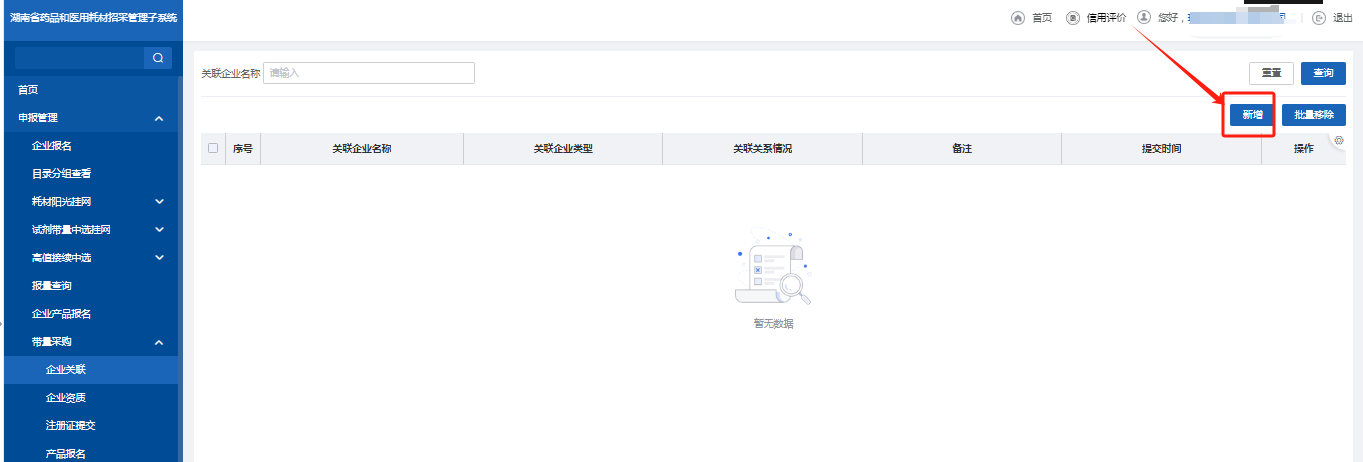 湖南省药品和医用耗材招采管理子系统
首页
信用评价
您好，
退出
首页
申报管理
企业报名
目录分组查看
耗材阳光挂网
试剂带量中选挂网
高值接续中选
报量查询
企业产品报名
带量采购
企业关联
企业资质
注册证提交
产品报名
关联企业名称 请输入
重置 查询
新增 批量移除
序号 关联企业名称 关联企业类型 关联关系情况 备注 提交时间 操作
暂无数据